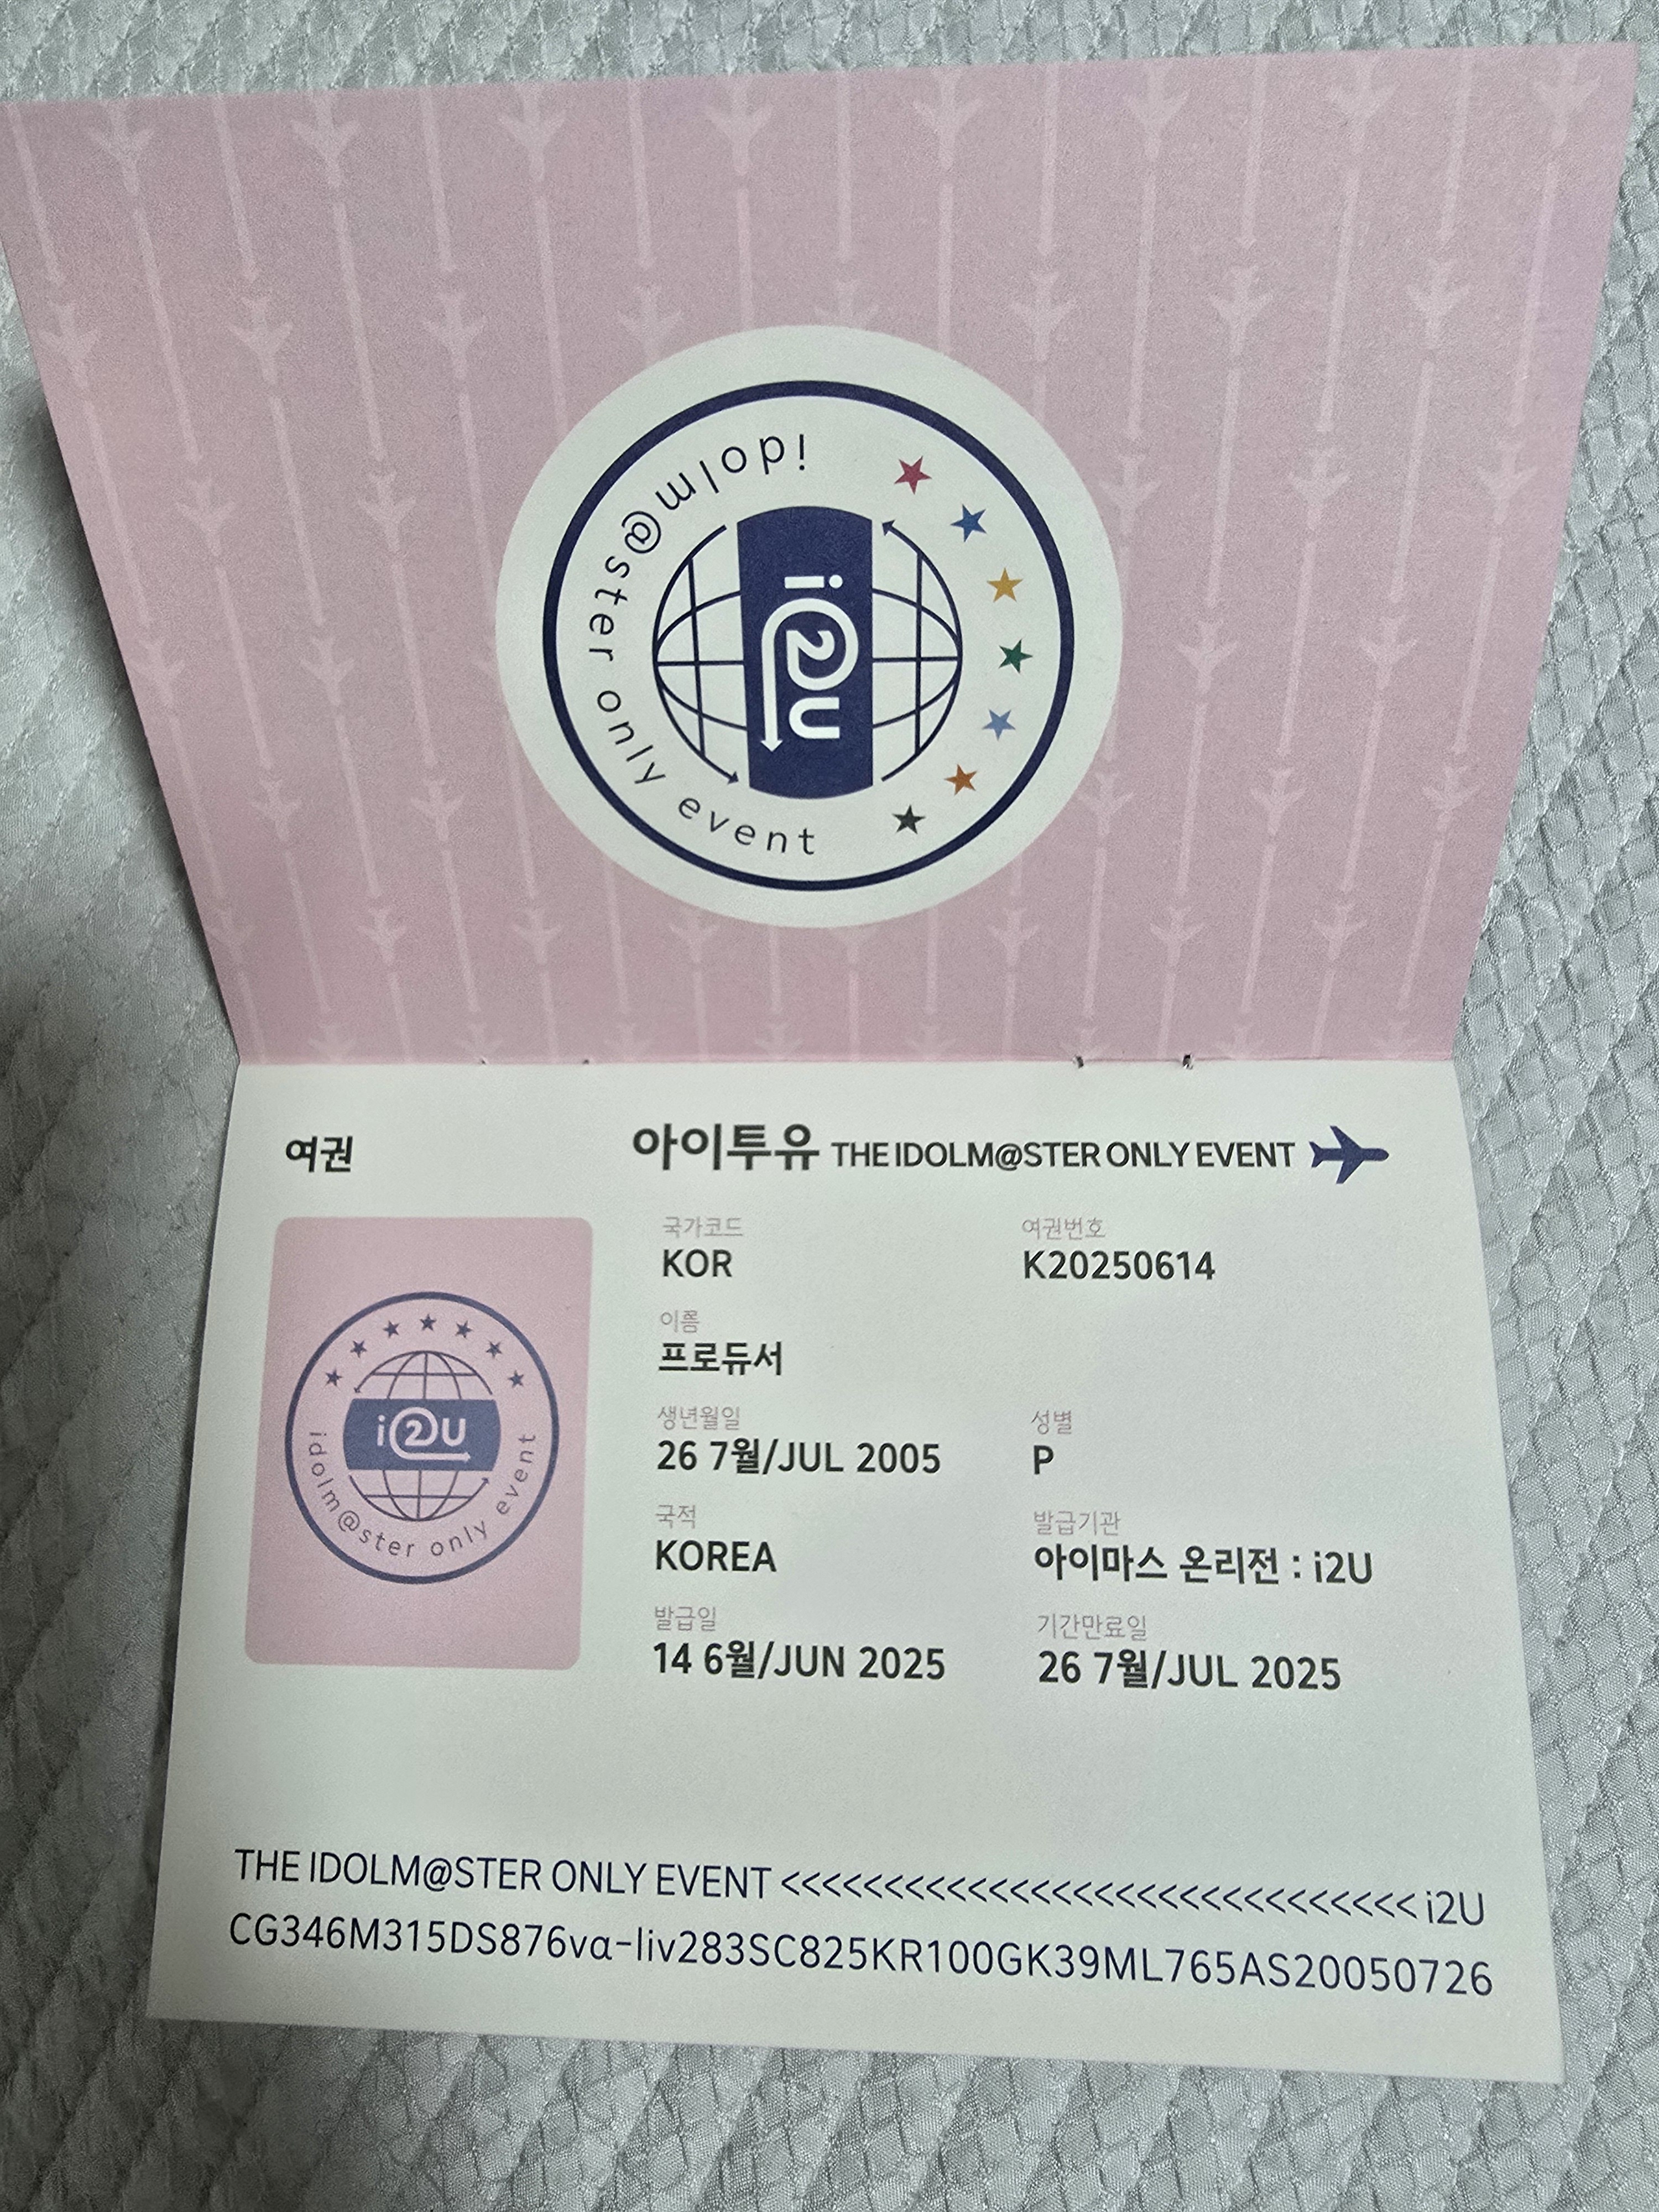 idolm@ster only event
i2U
여권
아이투유 THE IDOLM@STER ONLY EVENT
국가코드 여권번호
KOR K20250614
이름
프로듀서
생년월일 성별
26 7월/JUL 2005 P
국적 발급기관
KOREA 아이마스 온리전 : i2U
발급일 기간만료일
14 6월/JUN 2025 26 7월/JUL 2025
i2U
idolm@ster only event
THE IDOLM@STER ONLY EVENT <<<<<<<<<<<<<<<<<<<<<<<<<<<<<<< i2U
CG346M315DS876vα-liv283SC825KR100GK39ML765AS20050726